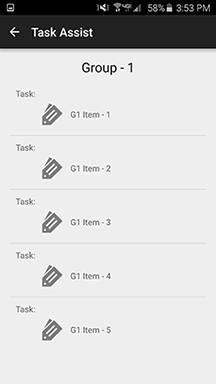 58% 3:53 PM
Task Assist
Group - 1
Task:
G1 Item - 1
Task:
G1 Item - 2
Task:
G1 Item - 3
Task:
G1 Item - 4
Task:
G1 Item - 5